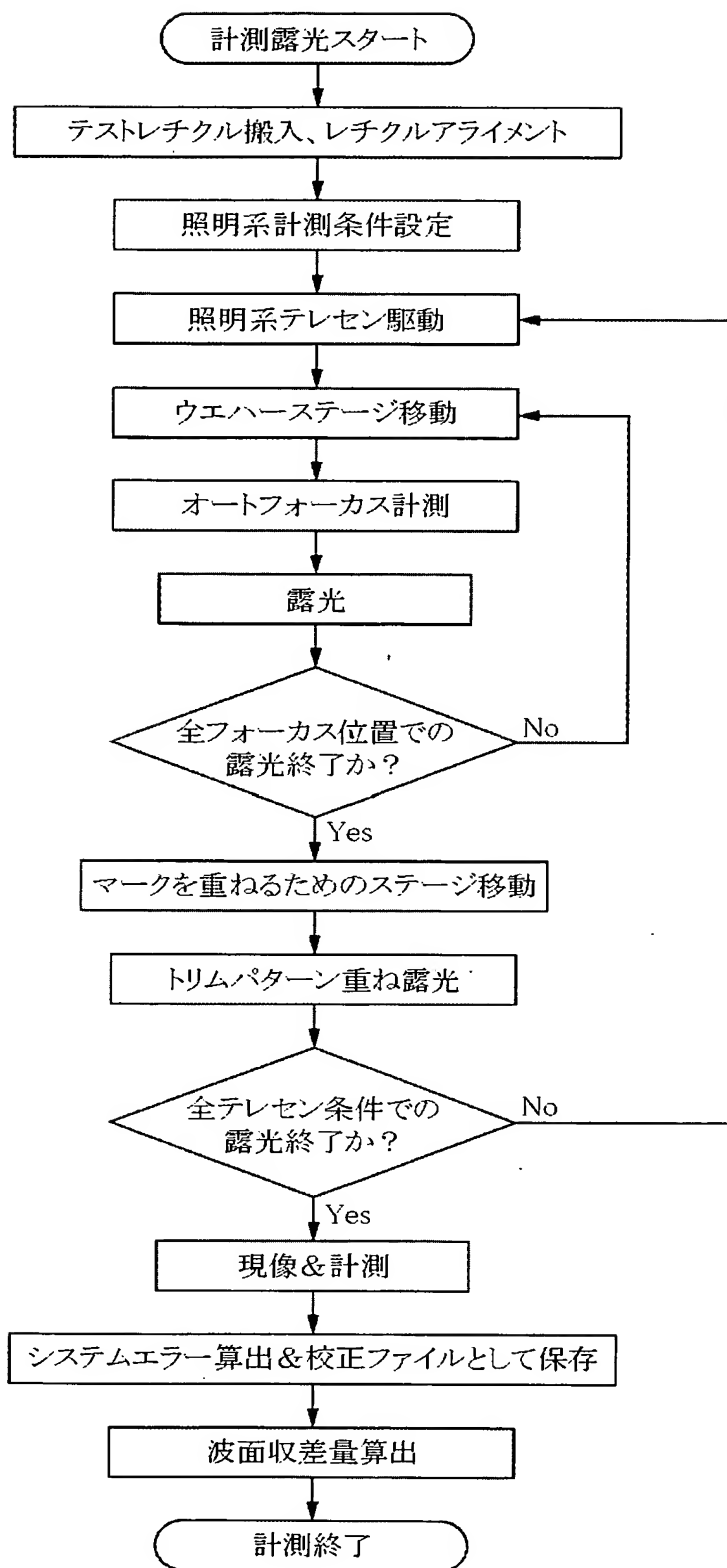 計測露光スタート
テストレチクル搬入、レチクルアライメント
照明系計測条件設定
照明系テレセン駆動
ウエハーステージ移動
オートフォーカス計測
露光
全フォーカス位置での
露光終了か?
No
Yes
マークを重ねるためのステージ移動
トリムパターン重ね露光
全テレセン条件での
露光終了か?
No
Yes
現像&計測
システムエラー算出&校正ファイルとして保存
波面収差量算出
計測終了